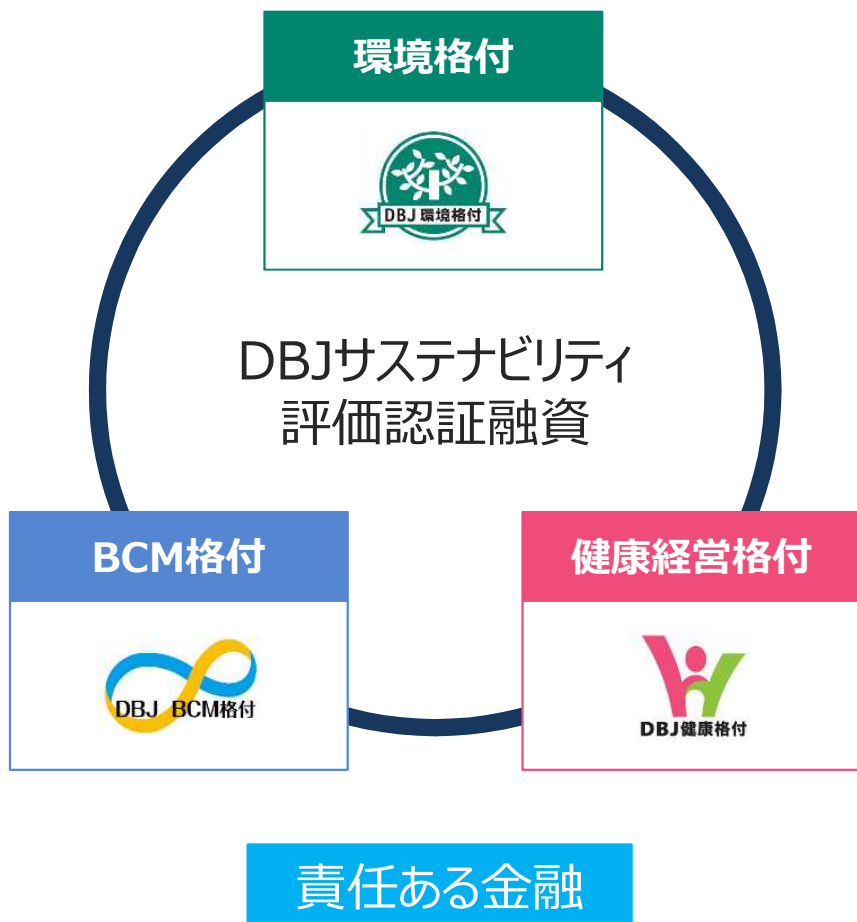 環境格付
DBJ 環境格付
DBJサステナビリティ
評価認証融資
BCM格付
DBJ BCM格付
健康経営格付
DBJ健康格付
責任ある金融